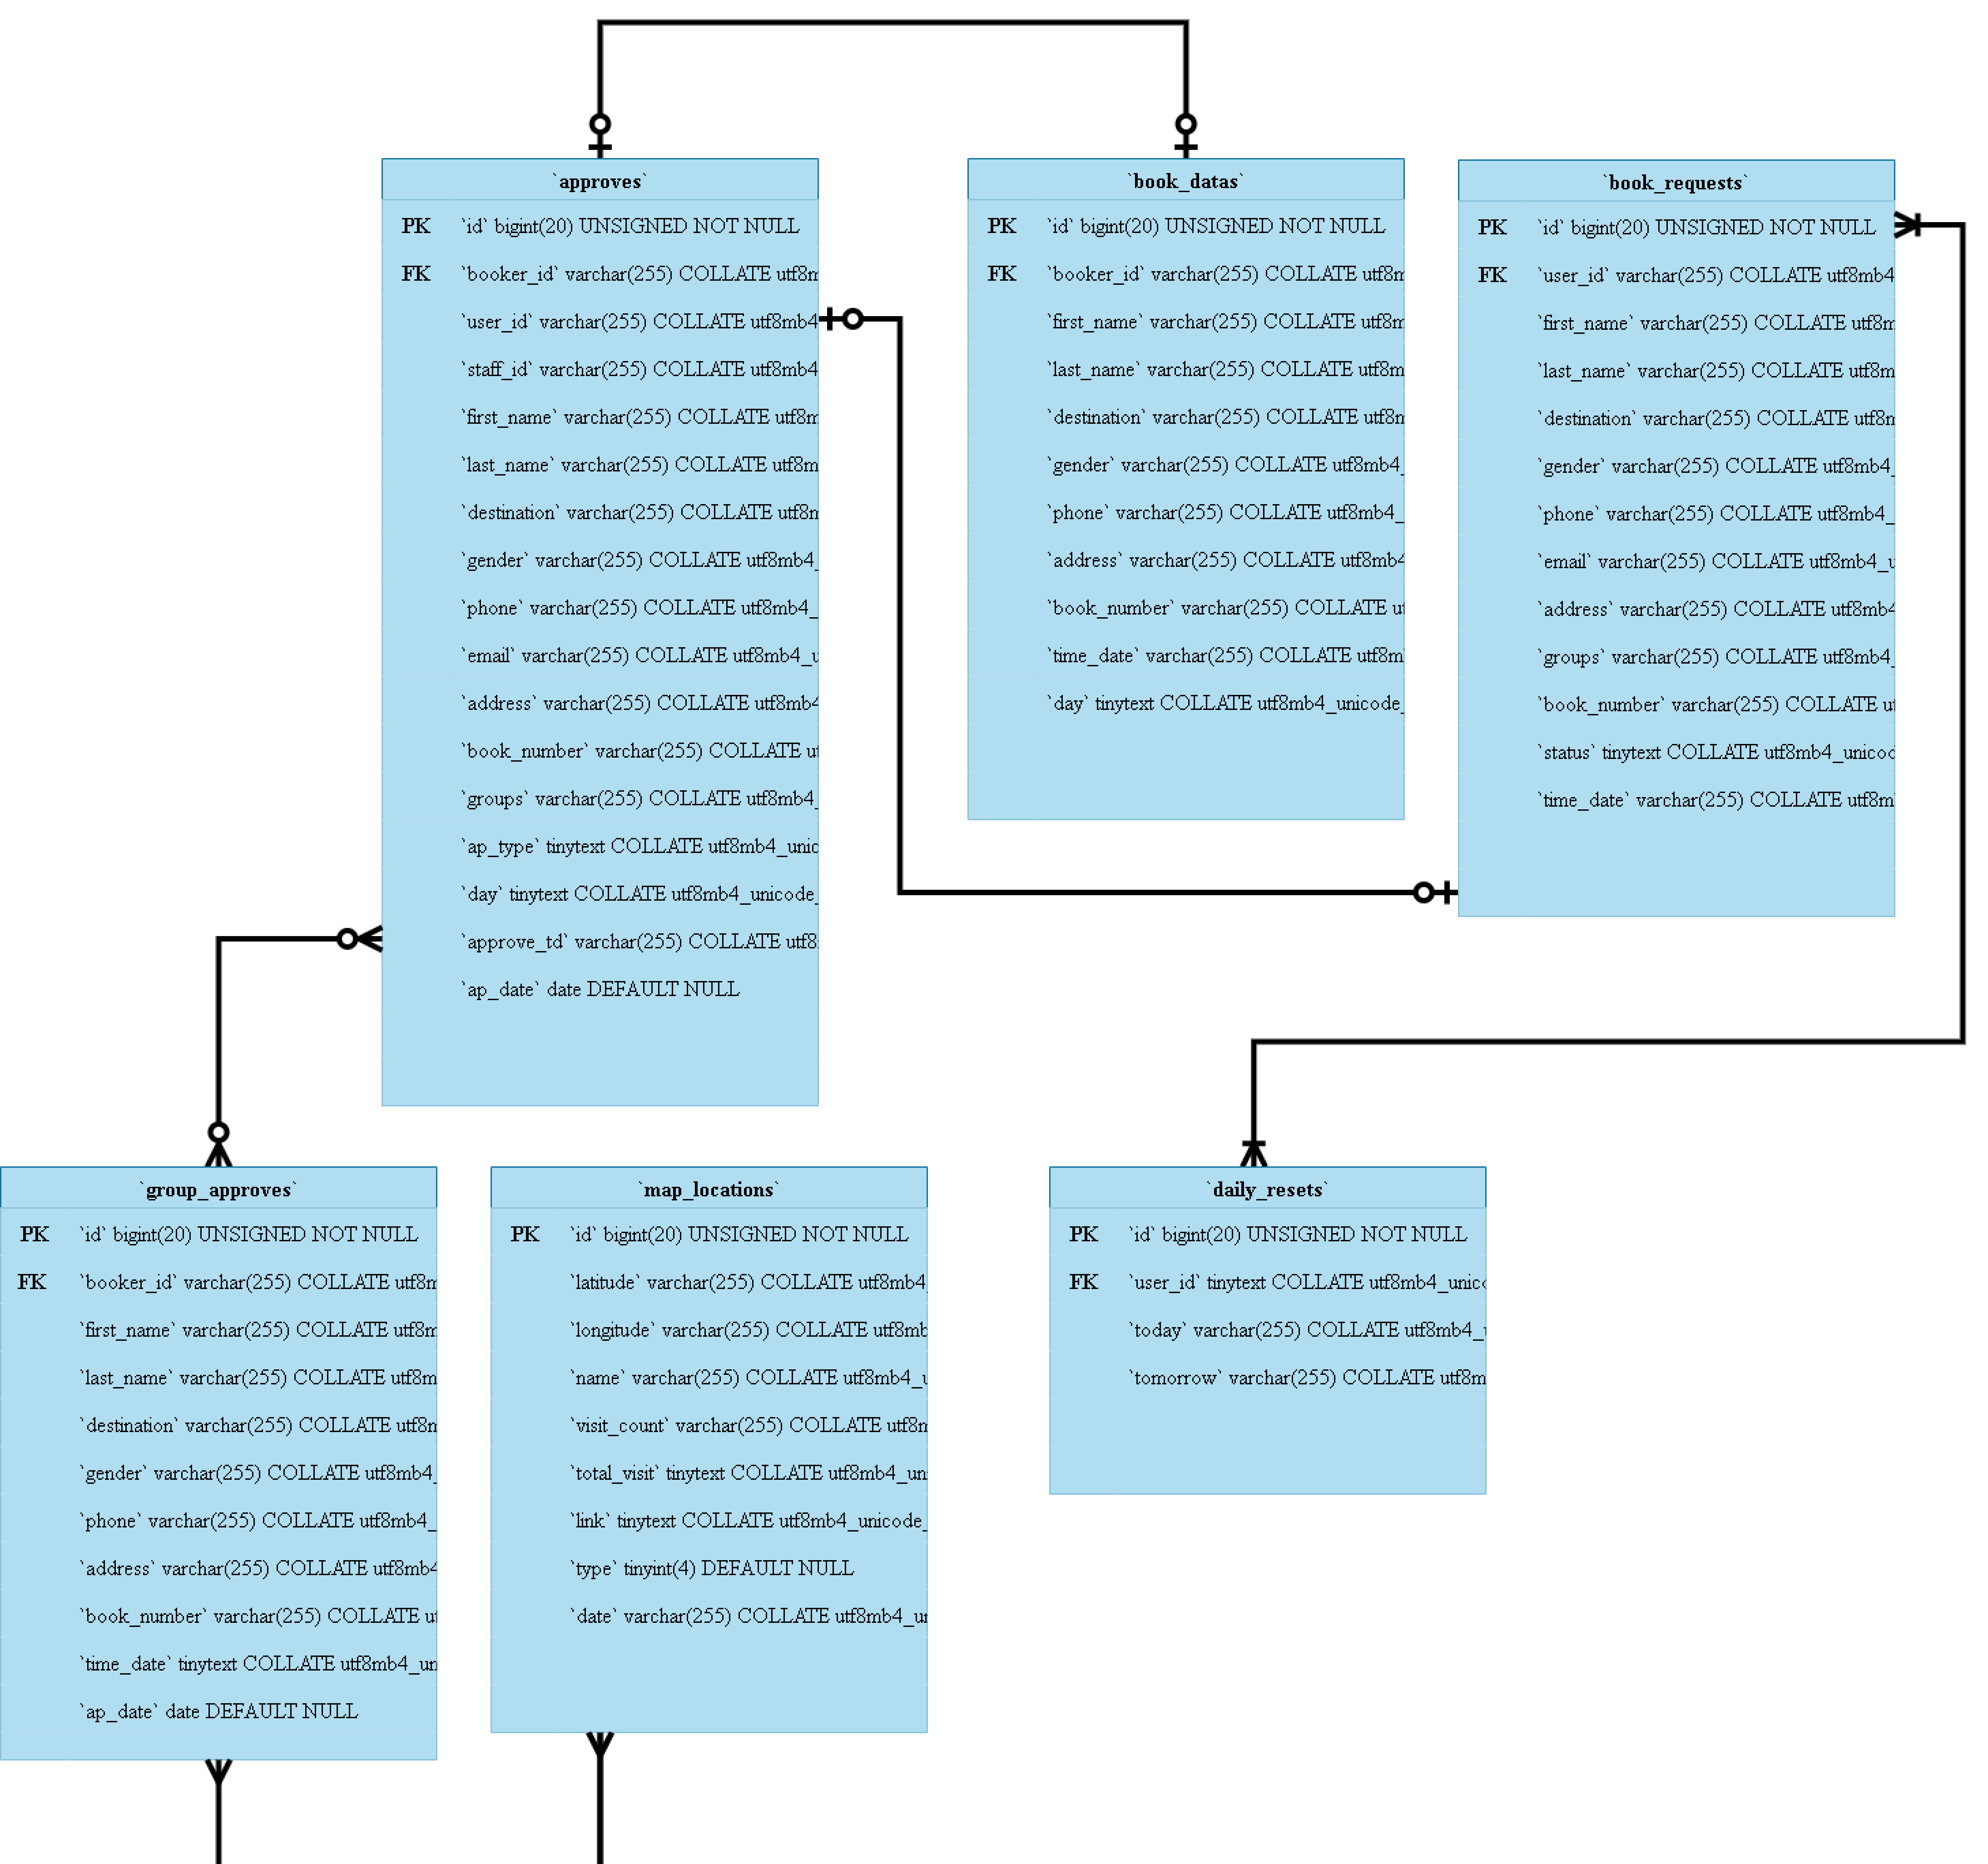 `approves`
PK `id` bigint(20) UNSIGNED NOT NULL
FK `booker_id` varchar(255) COLLATE utf8m
`user_id` varchar(255) COLLATE utf8mb4
`staff_id` varchar(255) COLLATE utf8mb4
`first_name` varchar(255) COLLATE utf8m
`last_name` varchar(255) COLLATE utf8m
`destination` varchar(255) COLLATE utf8m
`gender` varchar(255) COLLATE utf8mb4_
`phone` varchar(255) COLLATE utf8mb4_
`email` varchar(255) COLLATE utf8mb4_u
`address` varchar(255) COLLATE utf8mb4
`book_number` varchar(255) COLLATE ut
`groups` varchar(255) COLLATE utf8mb4_
`ap_type` tinytext COLLATE utf8mb4_unic
`day` tinytext COLLATE utf8mb4_unicode_
`approve_td` varchar(255) COLLATE utf8
`ap_date` date DEFAULT NULL
`book_datas`
PK `id` bigint(20) UNSIGNED NOT NULL
FK `booker_id` varchar(255) COLLATE utf8m
`first_name` varchar(255) COLLATE utf8m
`last_name` varchar(255) COLLATE utf8m
`destination` varchar(255) COLLATE utf8m
`gender` varchar(255) COLLATE utf8mb4_
`phone` varchar(255) COLLATE utf8mb4_
`address` varchar(255) COLLATE utf8mb4
`book_number` varchar(255) COLLATE ut
`time_date` varchar(255) COLLATE utf8m
`day` tinytext COLLATE utf8mb4_unicode_
`book_requests`
PK `id` bigint(20) UNSIGNED NOT NULL
FK `user_id` varchar(255) COLLATE utf8mb4
`first_name` varchar(255) COLLATE utf8m
`last_name` varchar(255) COLLATE utf8m
`destination` varchar(255) COLLATE utf8m
`gender` varchar(255) COLLATE utf8mb4_
`phone` varchar(255) COLLATE utf8mb4_
`email` varchar(255) COLLATE utf8mb4_u
`address` varchar(255) COLLATE utf8mb4
`groups` varchar(255) COLLATE utf8mb4_
`book_number` varchar(255) COLLATE ut
`status` tinytext COLLATE utf8mb4_unicoc
`time_date` varchar(255) COLLATE utf8m
`group_approves`
PK `id` bigint(20) UNSIGNED NOT NULL
FK `booker_id` varchar(255) COLLATE utf8m
`first_name` varchar(255) COLLATE utf8m
`last_name` varchar(255) COLLATE utf8m
`destination` varchar(255) COLLATE utf8m
`gender` varchar(255) COLLATE utf8mb4_
`phone` varchar(255) COLLATE utf8mb4_
`address` varchar(255) COLLATE utf8mb4
`book_number` varchar(255) COLLATE ut
`time_date` tinytext COLLATE utf8mb4_un
`ap_date` date DEFAULT NULL
`map_locations`
PK `id` bigint(20) UNSIGNED NOT NULL
`latitude` varchar(255) COLLATE utf8mb4_
`longitude` varchar(255) COLLATE utf8mb
`name` varchar(255) COLLATE utf8mb4_u
`visit_count` varchar(255) COLLATE utf8m
`total_visit` tinytext COLLATE utf8mb4_un
`link` tinytext COLLATE utf8mb4_unicode_
`type` tinyint(4) DEFAULT NULL
`date` varchar(255) COLLATE utf8mb4_un
`daily_resets`
PK `id` bigint(20) UNSIGNED NOT NULL
FK `user_id` tinytext COLLATE utf8mb4_unic
`today` varchar(255) COLLATE utf8mb4_u
`tomorrow` varchar(255) COLLATE utf8m